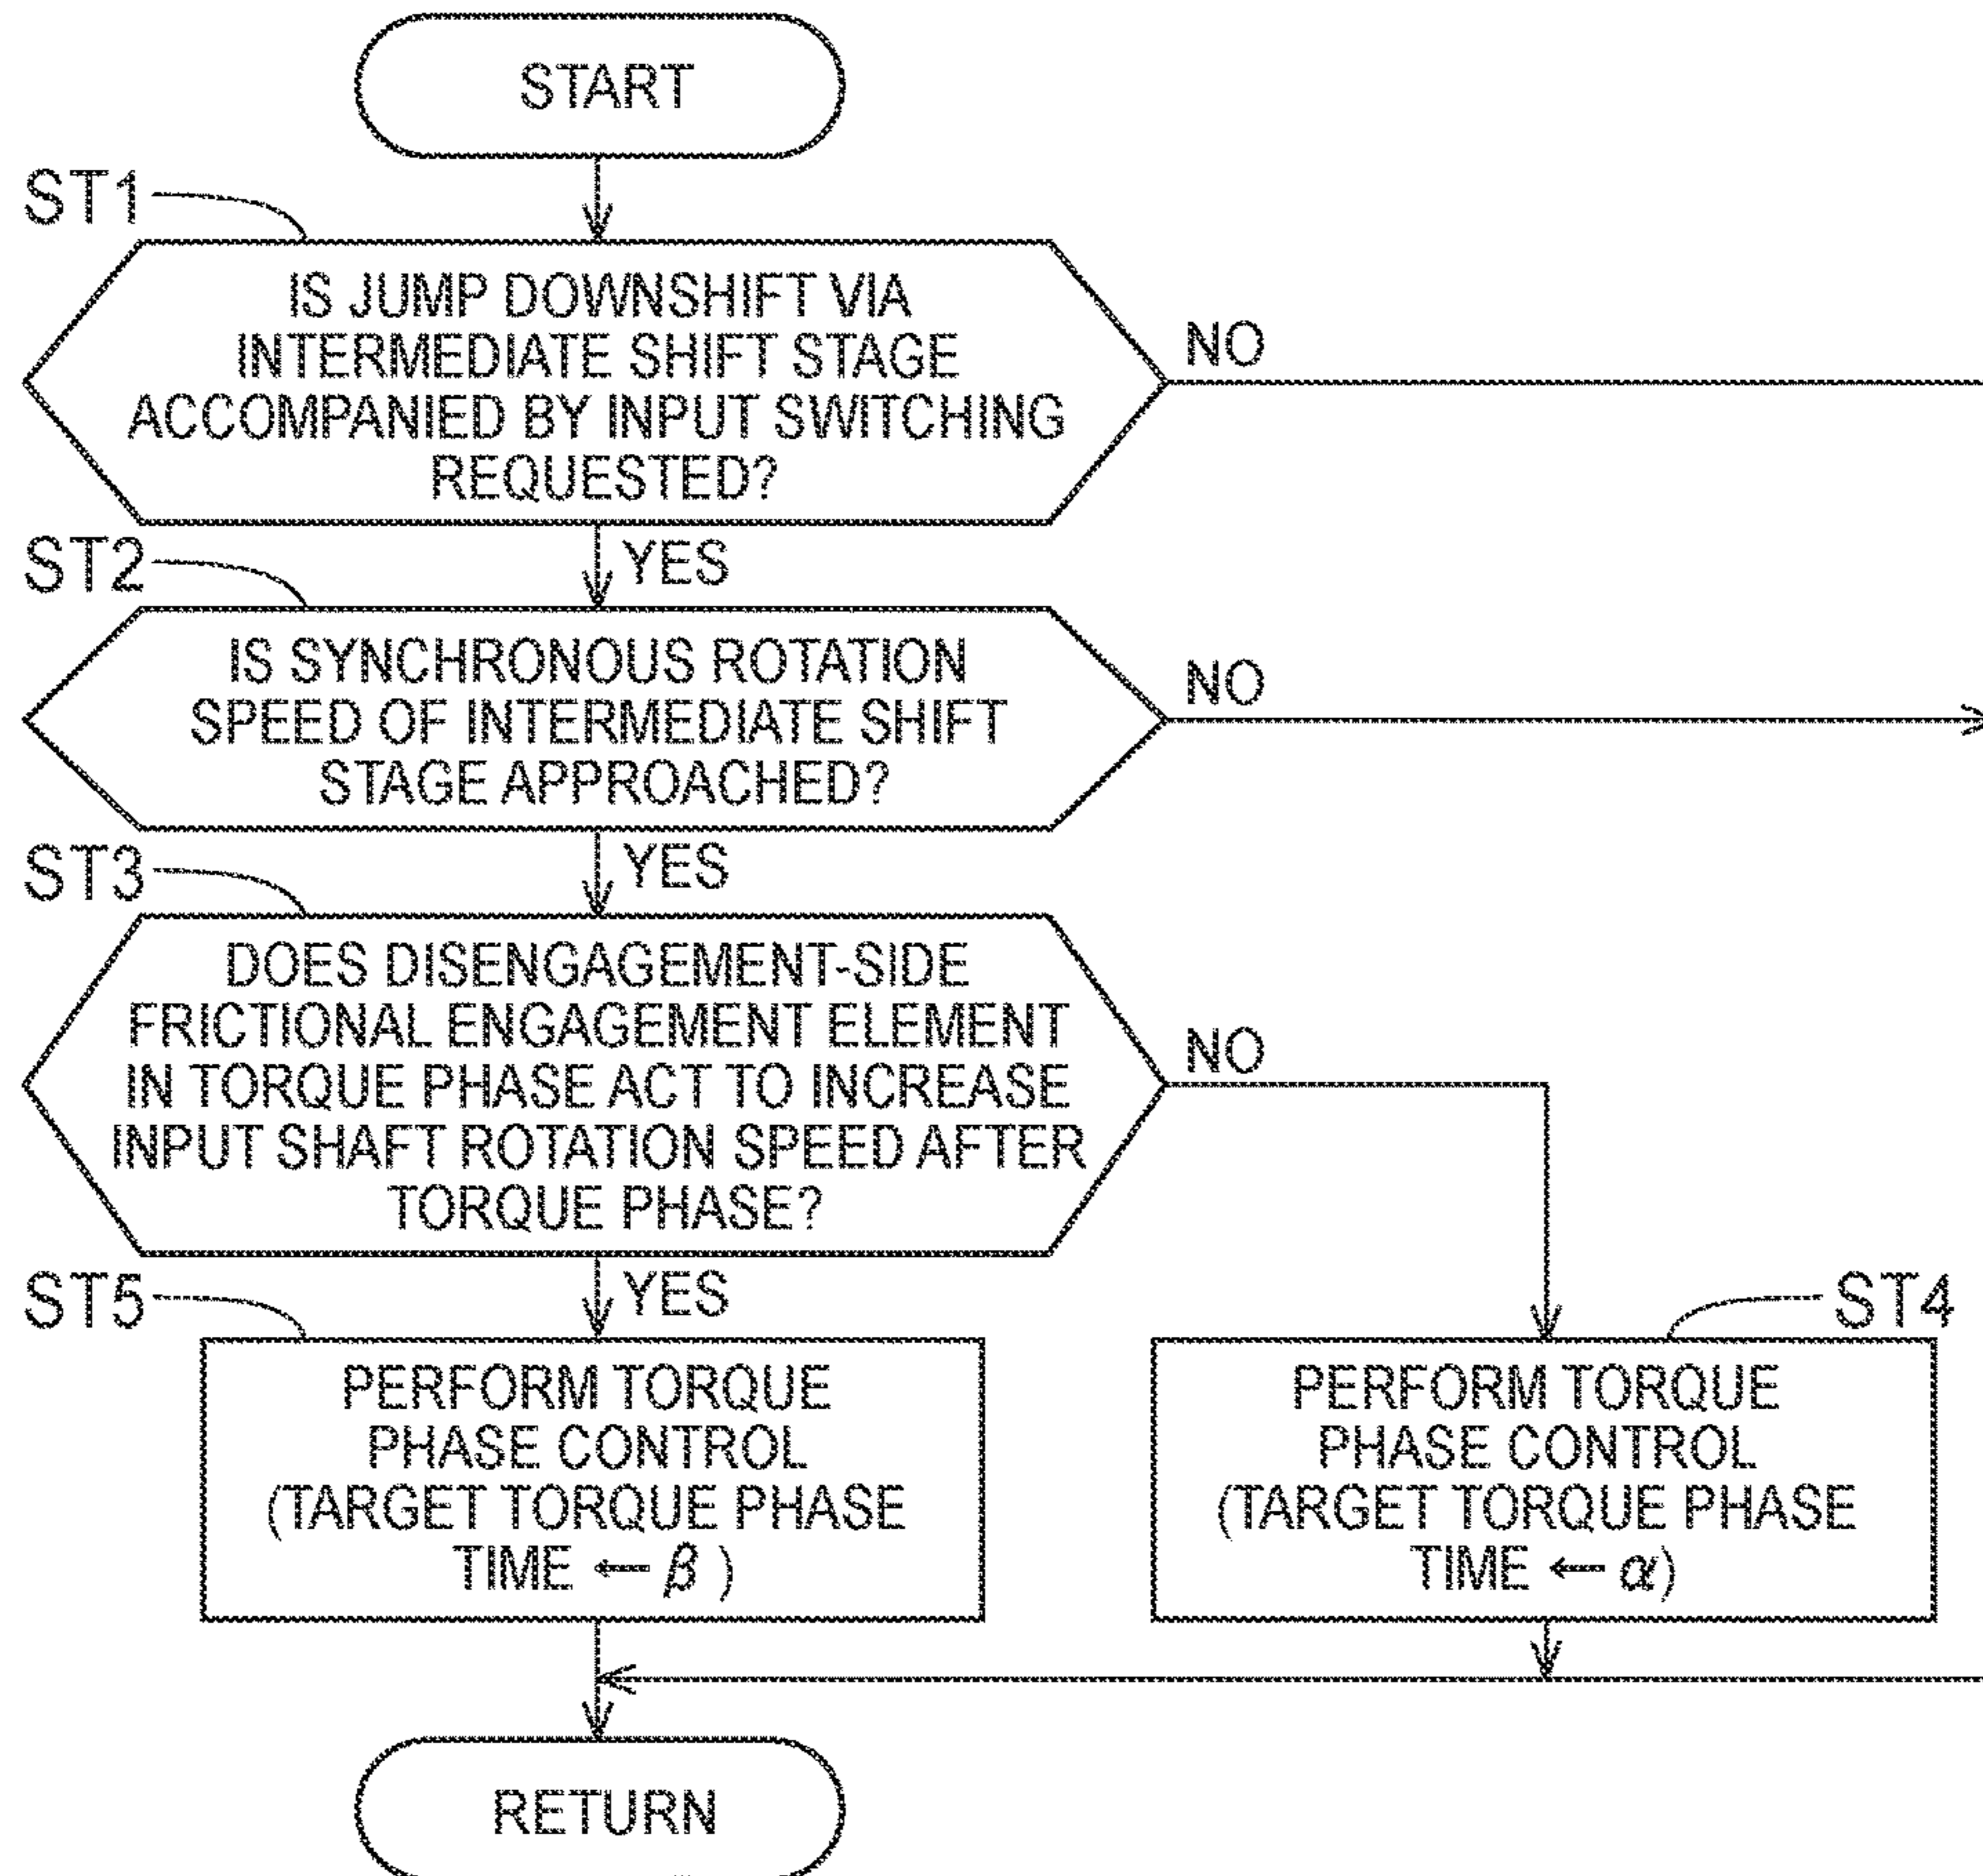 START
ST1
IS JUMP DOWNSHIFT VIA
INTERMEDIATE SHIFT STAGE
ACCOMPANIED BY INPUT SWITCHING
REQUESTED?
NO
YES
ST2
IS SYNCHRONOUS ROTATION
SPEED OF INTERMEDIATE SHIFT
STAGE APPROACHED?
NO
YES
ST3
DOES DISENGAGEMENT-SIDE
FRICTIONAL ENGAGEMENT ELEMENT
IN TORQUE PHASE ACT TO INCREASE
INPUT SHAFT ROTATION SPEED AFTER
TORQUE PHASE?
NO
YES
ST5
PERFORM TORQUE
PHASE CONTROL
(TARGET TORQUE PHASE
TIME ← β )
ST4
PERFORM TORQUE
PHASE CONTROL
(TARGET TORQUE PHASE
TIME ← α)
RETURN